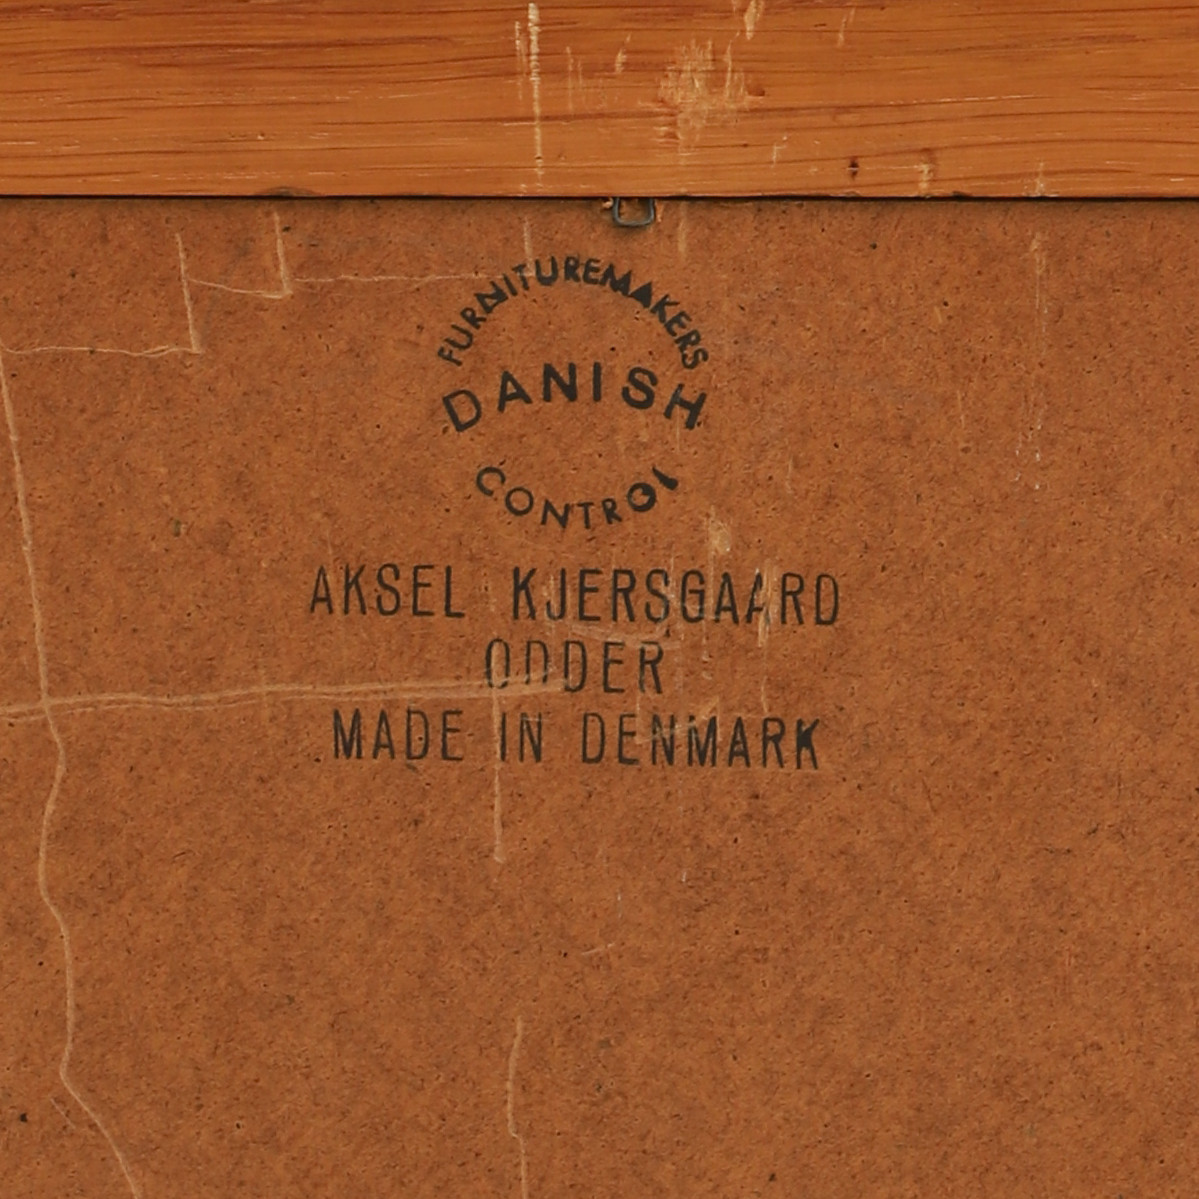 FURNITUREMAKERS
DANISH
CONTROL
AKSEL KJERSGAARD
ODDER
MADE IN DENMARK